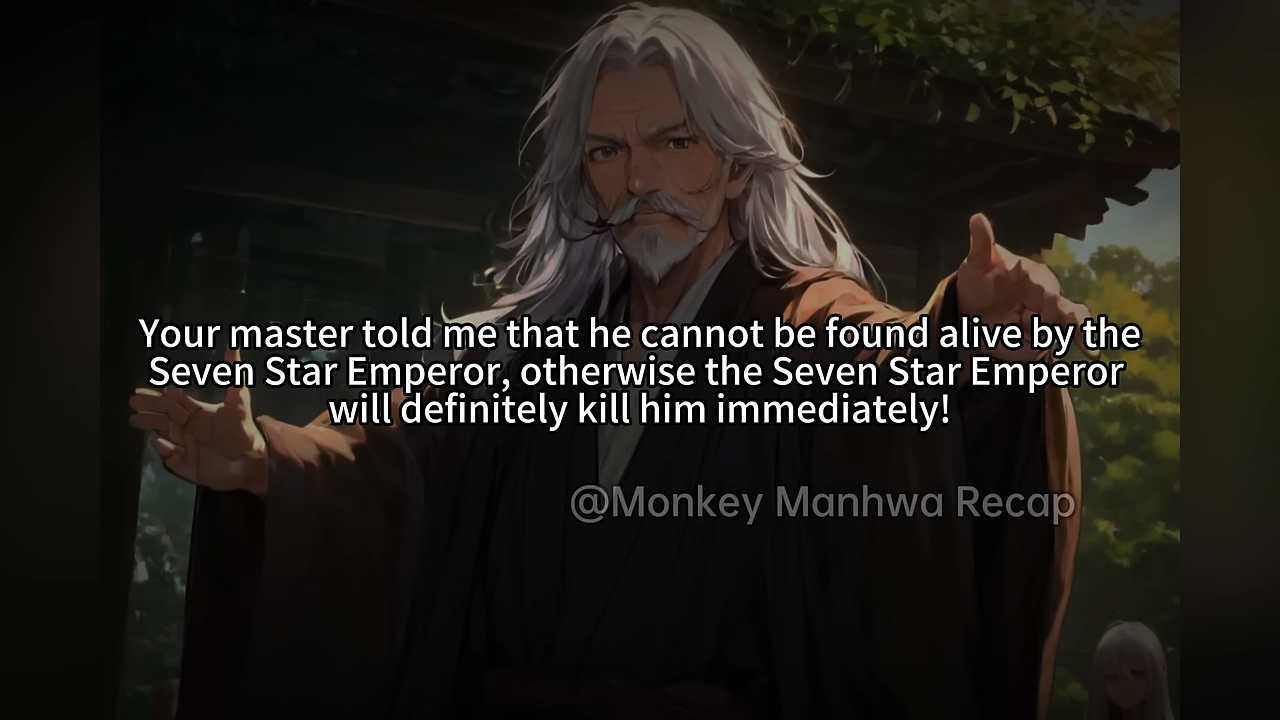 Your master told me that he cannot be found alive by the
Seven Star Emperor, otherwise the Seven Star Emperor
will definitely kill him immediately!
@Monkey Manhwa Recap